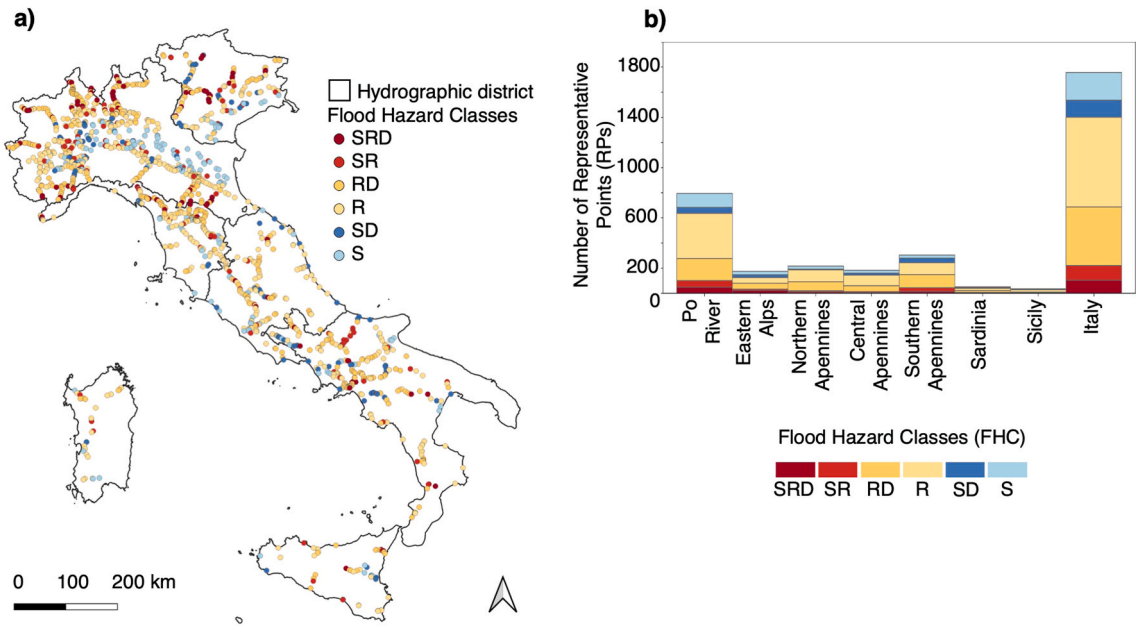 a)
Hydrographic district
Flood Hazard Classes
SRD
SR
RD
R
SD
S
0 100 200 km
b)
Number of Representative
Points (RPs)
1800
1400
1000
600
200
0
Po
River
Eastern
Alps
Northern
Apennines
Central
Apennines
Southern
Apennines
Sardinia
Sicily
Italy
Flood Hazard Classes (FHC)
SRD SR RD R SD S